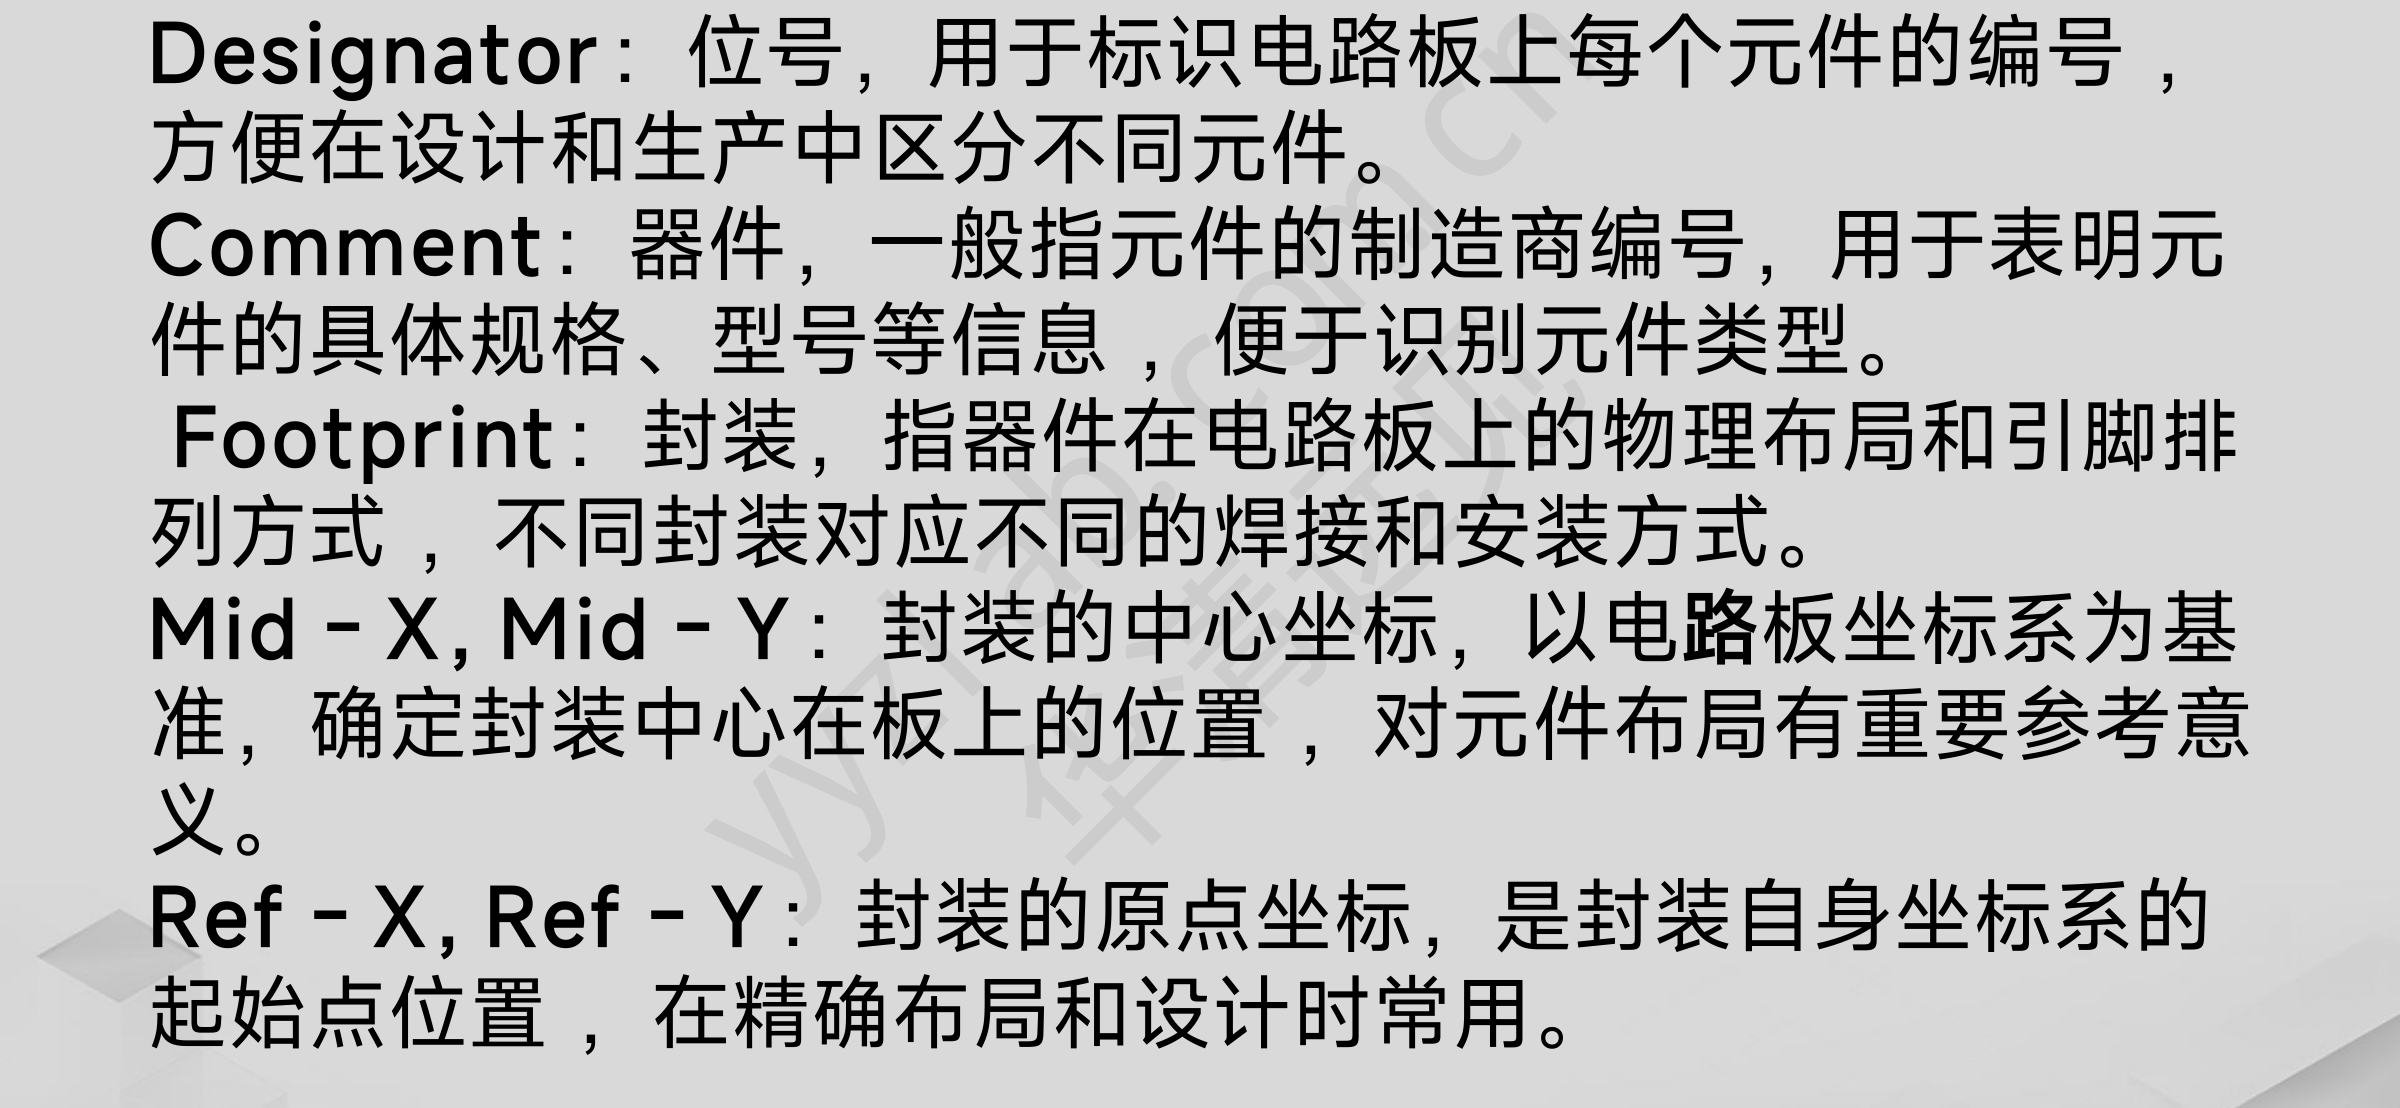 Designator：位号，用于标识电路板上每个元件的编号，
方便在设计和生产中区分不同元件。
Comment：器件，一般指元件的制造商编号，用于表明元
件的具体规格、型号等信息，便于识别元件类型。
Footprint：封装，指器件在电路板上的物理布局和引脚排
列方式，不同封装对应不同的焊接和安装方式。
Mid - X, Mid - Y：封装的中心坐标，以电路板坐标系为基
准，确定封装中心在板上的位置，对元件布局有重要参考意
义。
Ref - X, Ref - Y：封装的原点坐标，是封装自身坐标系的
起始点位置，在精确布局和设计时常用。
yyzlab.com.cn
华清远见